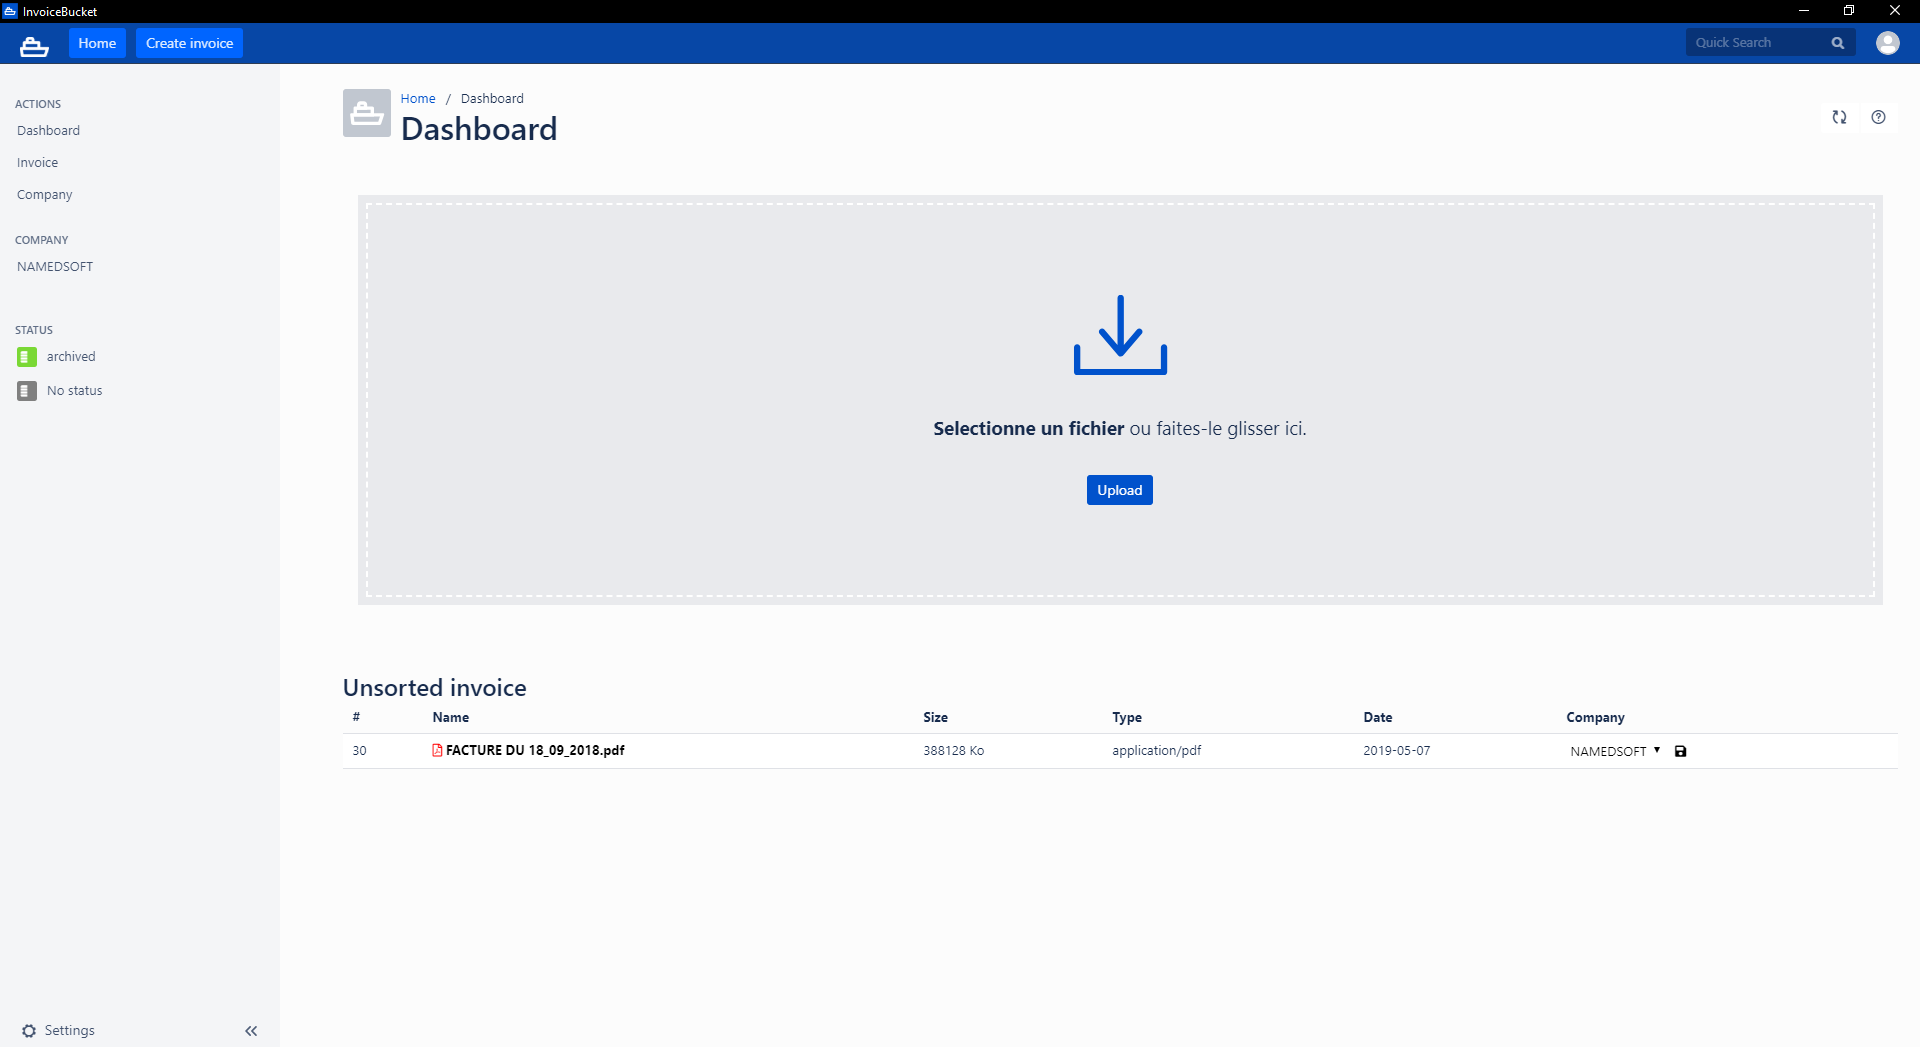 InvoiceBucket
Home
Create invoice
Quick Search
ACTIONS
Dashboard
Invoice
Company
COMPANY
NAMEDSOFT
STATUS
archived
No status
Settings
Home / Dashboard
Dashboard
Selectionne un fichier ou faites-le glisser ici.
Upload
Unsorted invoice
# Name Size Type Date Company
30 FACTURE DU 18_09_2018.pdf 388128 Ko application/pdf 2019-05-07 NAMEDSOFT